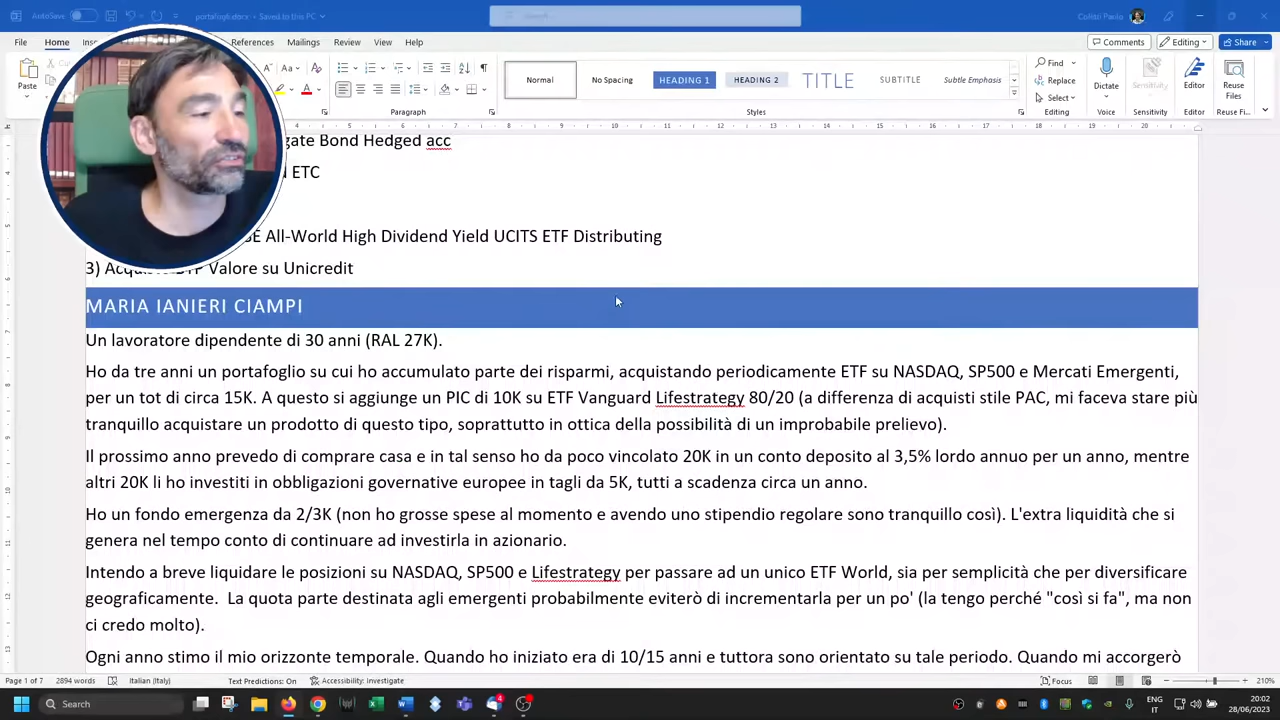 AutoSave
portafogli.docx • Saved to this PC
Search
Coletti Paolo
File
Home
Ins
References
Mailings
Review
View
Help
Comments
Editing
Share
Paste
Aa
Normal
No Spacing
HEADING 1
HEADING 2
TITLE
SUBTITLE
Subtle Emphasis
Find
Replace
Select
Dictate
Sensitivity
Editor
Reuse
Files
Paragraph
Styles
Editing
Voice
Sensitivity
Editor
Reuse Fi...
gate Bond Hedged acc
ETC
All-World High Dividend Yield UCITS ETF Distributing
3) Acquisto BTP Valore su Unicredit
MARIA IANIERI CIAMPI
Un lavoratore dipendente di 30 anni (RAL 27K).
Ho da tre anni un portafoglio su cui ho accumulato parte dei risparmi, acquistando periodicamente ETF su NASDAQ, SP500 e Mercati Emergenti,
per un tot di circa 15K. A questo si aggiunge un PIC di 10K su ETF Vanguard Lifestrategy 80/20 (a differenza di acquisti stile PAC, mi faceva stare più
tranquillo acquistare un prodotto di questo tipo, soprattutto in ottica della possibilità di un improbabile prelievo).
Il prossimo anno prevedo di comprare casa e in tal senso ho da poco vincolato 20K in un conto deposito al 3,5% lordo annuo per un anno, mentre
altri 20K li ho investiti in obbligazioni governative europee in tagli da 5K, tutti a scadenza circa un anno.
Ho un fondo emergenza da 2/3K (non ho grosse spese al momento e avendo uno stipendio regolare sono tranquillo così). L'extra liquidità che si
genera nel tempo conto di continuare ad investirla in azionario.
Intendo a breve liquidare le posizioni su NASDAQ, SP500 e Lifestrategy per passare ad un unico ETF World, sia per semplicità che per diversificare
geograficamente. La quota parte destinata agli emergenti probabilmente eviterò di incrementarla per un po' (la tengo perché "così si fa", ma non
ci credo molto).
Ogni anno stimo il mio orizzonte temporale. Quando ho iniziato era di 10/15 anni e tuttora sono orientato su tale periodo. Quando mi accorgerò
Page 1 of 7
2894 words
English (United Kingdom)
Text Predictions: On
Accessibility: Investigate
Focus
210%
Search
ENG
IT
20:02
28/06/2023